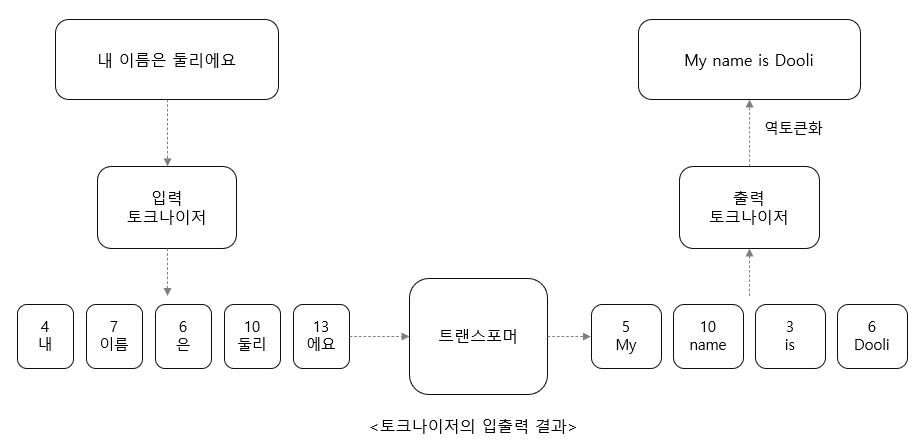 내 이름은 둘리에요
My name is Dooli
역토큰화
입력
토크나이저
출력
토크나이저
4
내
7
이름
6
은
10
둘리
13
에요
트랜스포머
5
My
10
name
3
is
6
Dooli
<토크나이저의 입출력 결과>